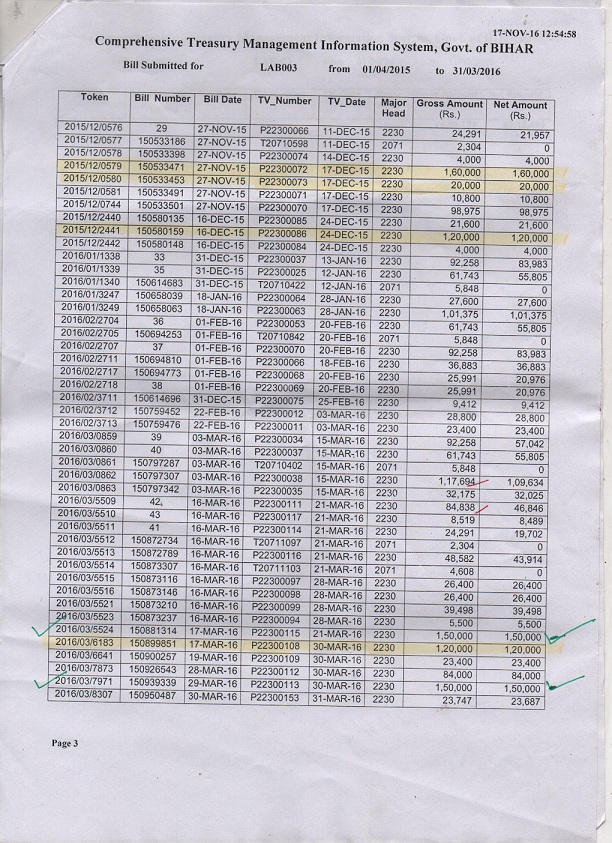 17-NOV-16 12:54:58
Comprehensive Treasury Management Information System, Govt. of BIHAR
Bill Submitted for LAB003 from 01/04/2015 to 31/03/2016
Token Bill Number Bill Date TV_Number TV_Date Major Head Gross Amount (Rs.) Net Amount (Rs.)
2015/12/0576 29 27-NOV-15 P22300066 11-DEC-15 2230 24,291 21,957
2015/12/0577 150533186 27-NOV-15 T20710598 11-DEC-15 2071 2,304 0
2015/12/0578 150533398 27-NOV-15 P22300074 14-DEC-15 2230 4,000 4,000
2015/12/0579 150533471 27-NOV-15 P22300072 17-DEC-15 2230 1,60,000 1,60,000
2015/12/0580 150533453 27-NOV-15 P22300073 17-DEC-15 2230 20,000 20,000
2015/12/0581 150533491 27-NOV-15 P22300071 17-DEC-15 2230 10,800 10,800
2015/12/0744 150533501 27-NOV-15 P22300070 17-DEC-15 2230 98,975 98,975
2015/12/2440 150580135 16-DEC-15 P22300085 24-DEC-15 2230 21,600 21,600
2015/12/2441 150580159 16-DEC-15 P22300086 24-DEC-15 2230 1,20,000 1,20,000
2015/12/2442 150580148 16-DEC-15 P22300084 24-DEC-15 2230 4,000 4,000
2016/01/1338 33 31-DEC-15 P22300037 13-JAN-16 2230 92,258 83,983
2016/01/1339 35 31-DEC-15 P22300025 12-JAN-16 2230 61,743 55,805
2016/01/1340 150614683 31-DEC-15 T20710422 12-JAN-16 2071 5,848 0
2016/01/3247 150658039 18-JAN-16 P22300064 28-JAN-16 2230 27,600 27,600
2016/01/3249 150658063 18-JAN-16 P22300063 28-JAN-16 2230 1,01,375 1,01,375
2016/02/2704 36 01-FEB-16 P22300053 20-FEB-16 2230 61,743 55,805
2016/02/2705 150694253 01-FEB-16 T20710842 20-FEB-16 2071 5,848 0
2016/02/2707 37 01-FEB-16 P22300070 20-FEB-16 2230 92,258 83,983
2016/02/2711 150694810 01-FEB-16 P22300066 18-FEB-16 2230 36,883 36,883
2016/02/2717 150694773 01-FEB-16 P22300068 20-FEB-16 2230 25,991 20,976
2016/02/2718 38 01-FEB-16 P22300069 20-FEB-16 2230 25,991 20,976
2016/02/3711 150614696 31-DEC-15 P22300075 25-FEB-16 2230 9,412 9,412
2016/02/3712 150759452 22-FEB-16 P22300012 03-MAR-16 2230 28,800 28,800
2016/02/3713 150759476 22-FEB-16 P22300011 03-MAR-16 2230 23,400 23,400
2016/03/0859 39 03-MAR-16 P22300034 15-MAR-16 2230 92,258 57,042
2016/03/0860 40 03-MAR-16 P22300037 15-MAR-16 2230 61,743 55,805
2016/03/0861 150797287 03-MAR-16 T20710402 15-MAR-16 2071 5,848 0
2016/03/0862 150797307 03-MAR-16 P22300038 15-MAR-16 2230 1,17,694 1,09,634
2016/03/0863 150797342 03-MAR-16 P22300035 15-MAR-16 2230 32,175 32,025
2016/03/5509 42 16-MAR-16 P22300111 21-MAR-16 2230 84,838 46,846
2016/03/5510 43 16-MAR-16 P22300117 21-MAR-16 2230 8,519 8,489
2016/03/5511 41 16-MAR-16 P22300114 21-MAR-16 2230 24,291 19,702
2016/03/5512 150872734 16-MAR-16 T20711097 21-MAR-16 2071 2,304 0
2016/03/5513 150872789 16-MAR-16 P22300116 21-MAR-16 2230 48,582 43,914
2016/03/5514 150873307 16-MAR-16 T20711103 21-MAR-16 2071 4,608 0
2016/03/5515 150873116 16-MAR-16 P22300097 28-MAR-16 2230 26,400 26,400
2016/03/5516 150873146 16-MAR-16 P22300098 28-MAR-16 2230 26,400 26,400
2016/03/5521 150873210 16-MAR-16 P22300099 28-MAR-16 2230 39,498 39,498
2016/03/5523 150873237 16-MAR-16 P22300094 28-MAR-16 2230 5,500 5,500
2016/03/5524 150881314 17-MAR-16 P22300115 21-MAR-16 2230 1,50,000 1,50,000
2016/03/6183 150899851 17-MAR-16 P22300108 30-MAR-16 2230 1,20,000 1,20,000
2016/03/6641 150900257 19-MAR-16 P22300109 30-MAR-16 2230 23,400 23,400
2016/03/7873 150926543 28-MAR-16 P22300112 30-MAR-16 2230 84,000 84,000
2016/03/7971 150939339 29-MAR-16 P22300113 30-MAR-16 2230 1,50,000 1,50,000
2016/03/8307 150950487 30-MAR-16 P22300153 31-MAR-16 2230 23,747 23,687
Page 3